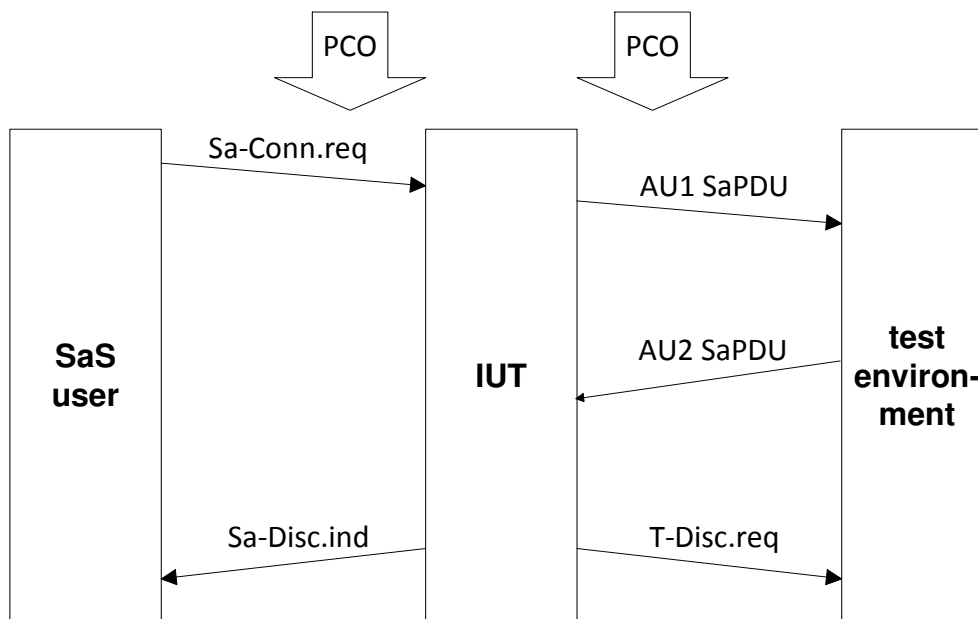 PCO
PCO
Sa-Conn.req
AU1 SaPDU
SaS
user
IUT
AU2 SaPDU
test
environ-
ment
Sa-Disc.ind
T-Disc.req